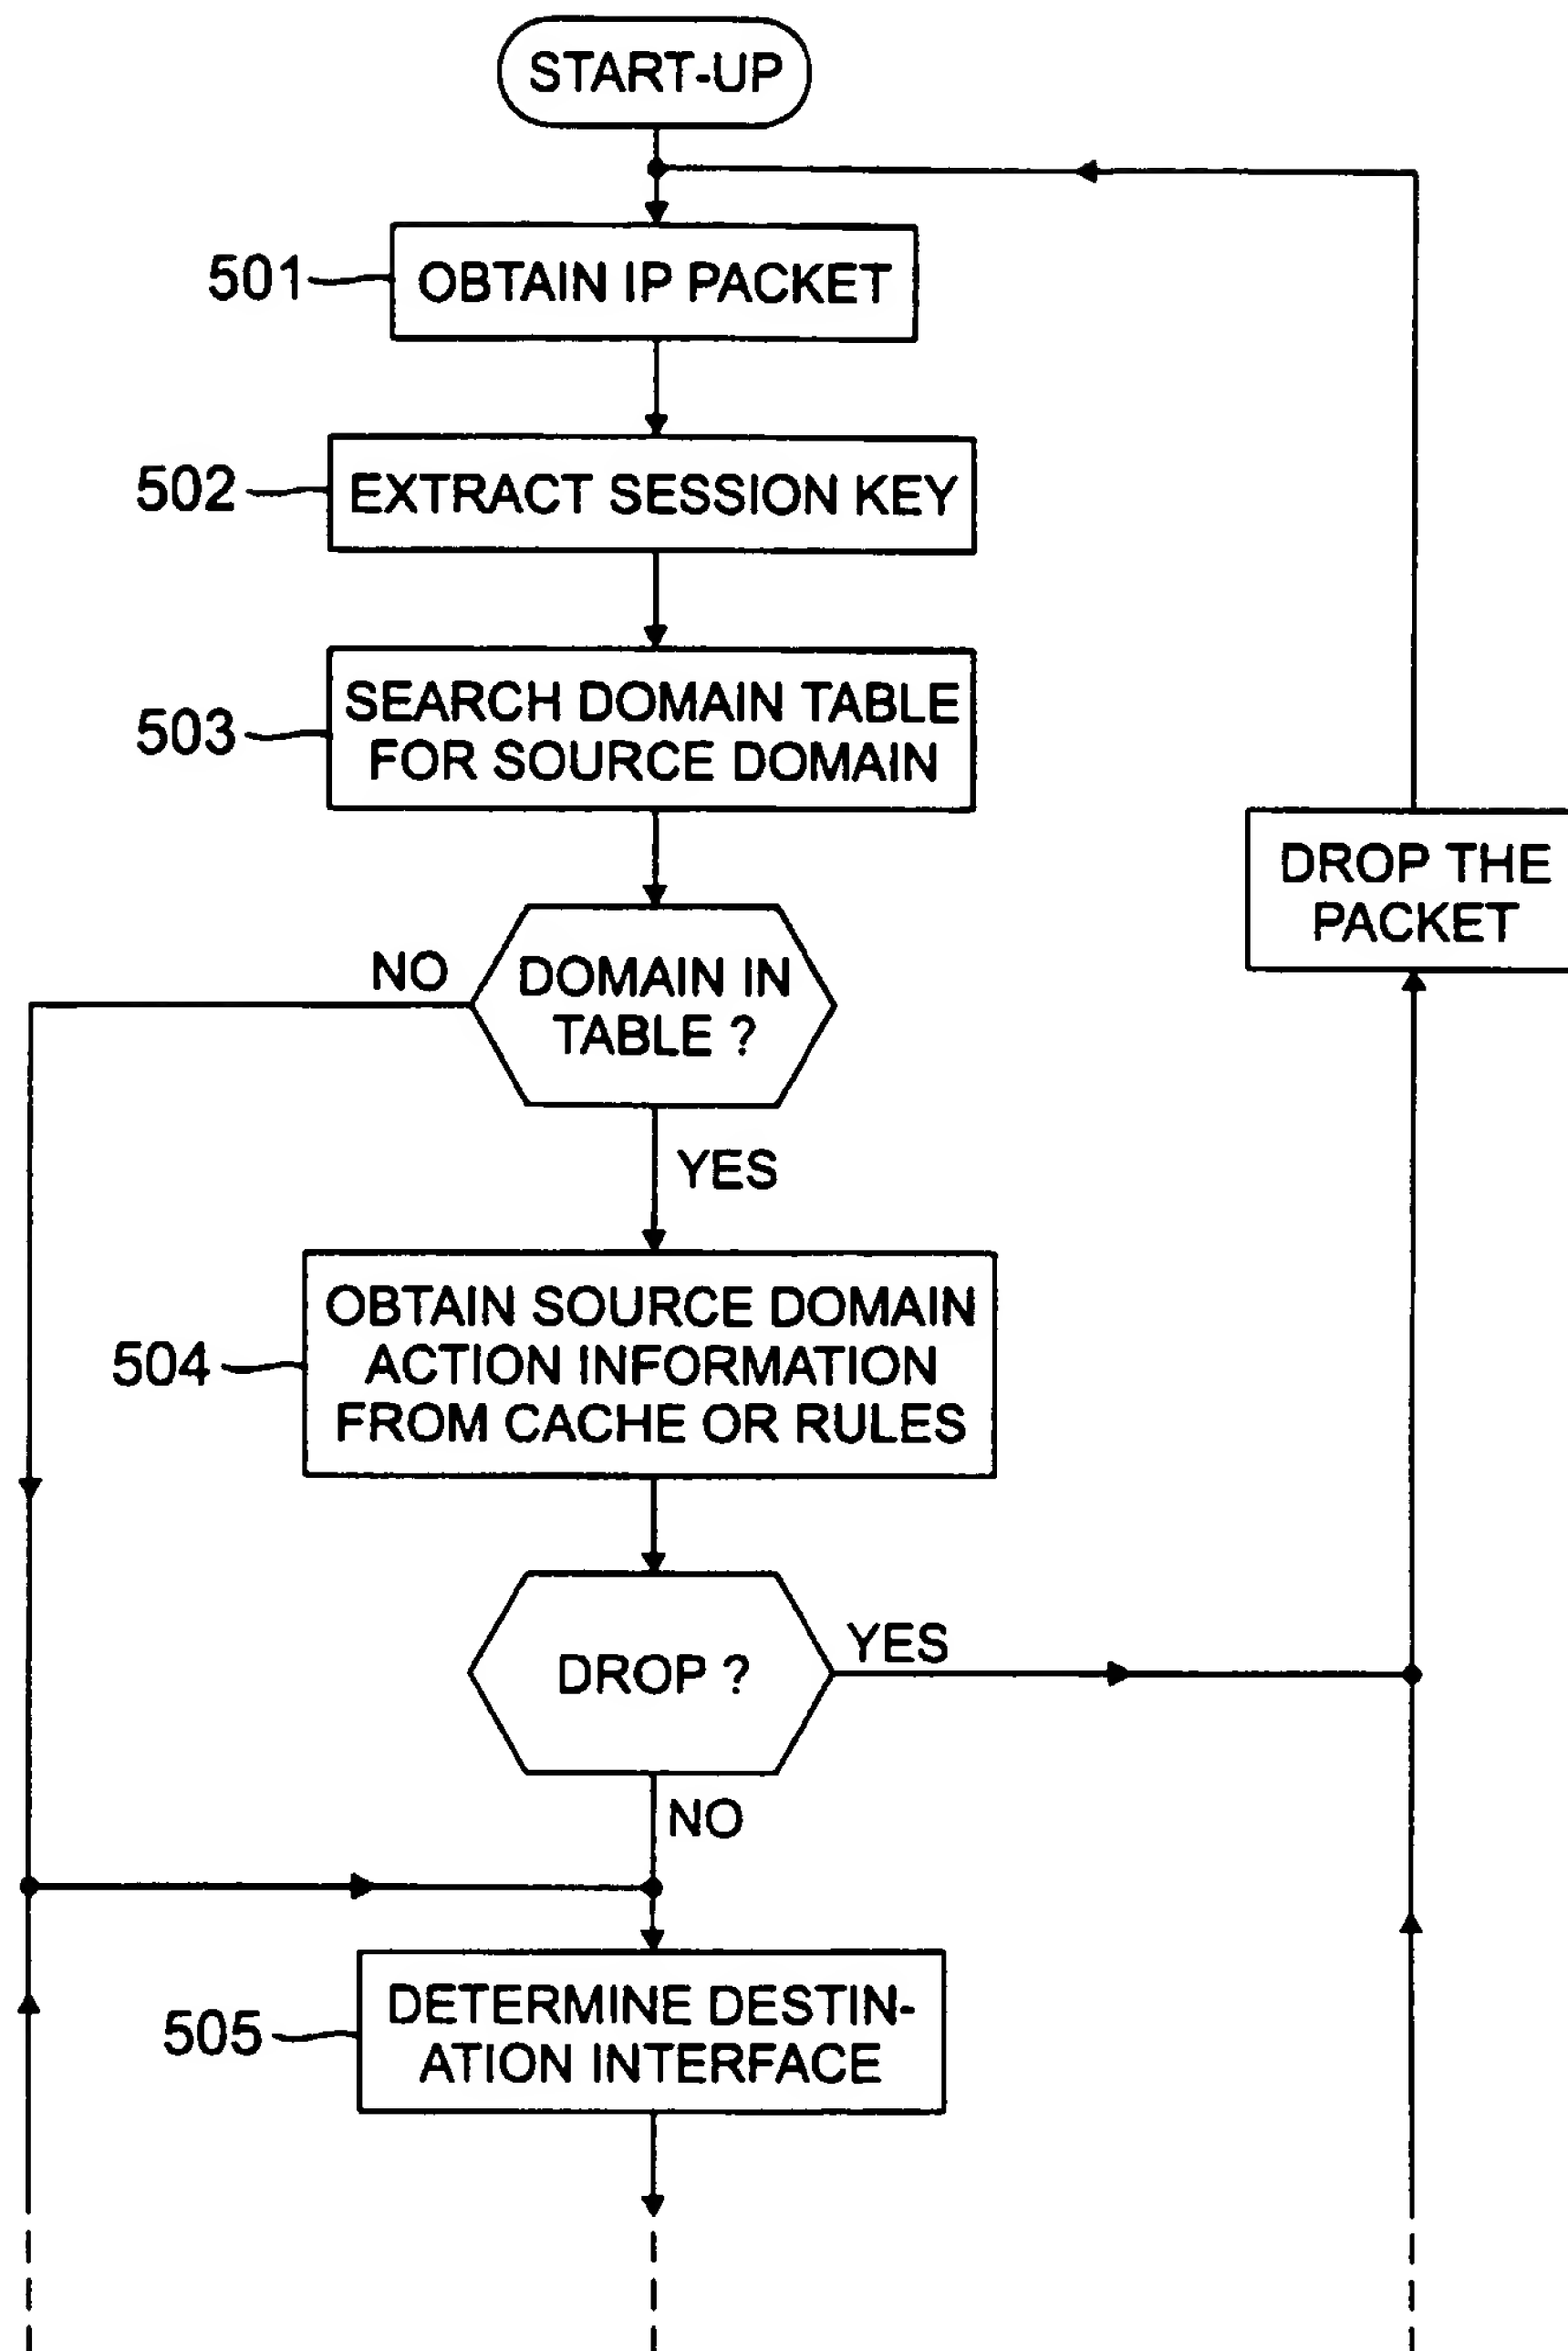 START-UP
501
OBTAIN IP PACKET
502
EXTRACT SESSION KEY
503
SEARCH DOMAIN TABLE
FOR SOURCE DOMAIN
DROP THE
PACKET
NO
DOMAIN IN
TABLE ?
YES
504
OBTAIN SOURCE DOMAIN
ACTION INFORMATION
FROM CACHE OR RULES
DROP ?
YES
NO
505
DETERMINE DESTIN-
ATION INTERFACE